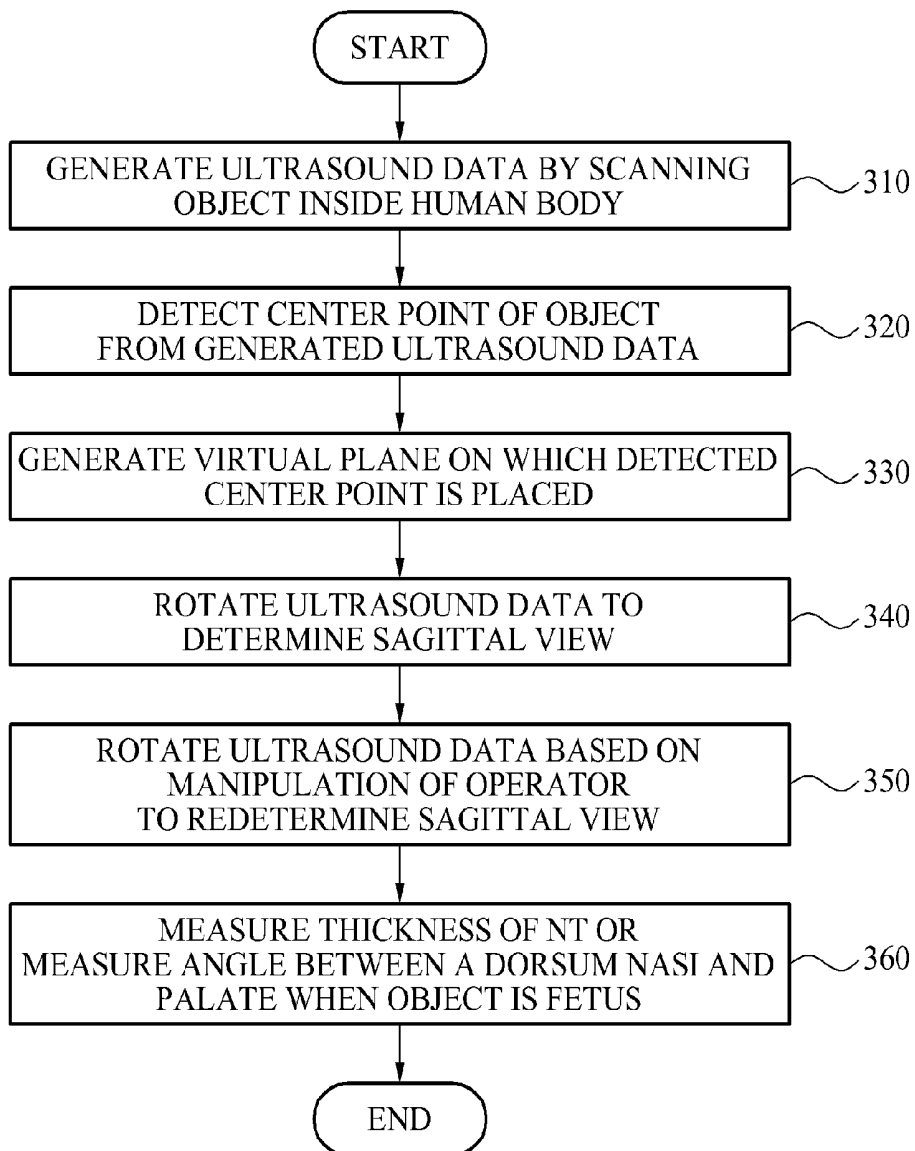 START
GENERATE ULTRASOUND DATA BY SCANNING
OBJECT INSIDE HUMAN BODY
310
DETECT CENTER POINT OF OBJECT
FROM GENERATED ULTRASOUND DATA
320
GENERATE VIRTUAL PLANE ON WHICH DETECTED
CENTER POINT IS PLACED
330
ROTATE ULTRASOUND DATA TO
DETERMINE SAGITTAL VIEW
340
ROTATE ULTRASOUND DATA BASED ON
MANIPULATION OF OPERATOR
TO REDETERMINE SAGITTAL VIEW
350
MEASURE THICKNESS OF NT OR
MEASURE ANGLE BETWEEN A DORSUM NASI AND
PALATE WHEN OBJECT IS FETUS
360
END